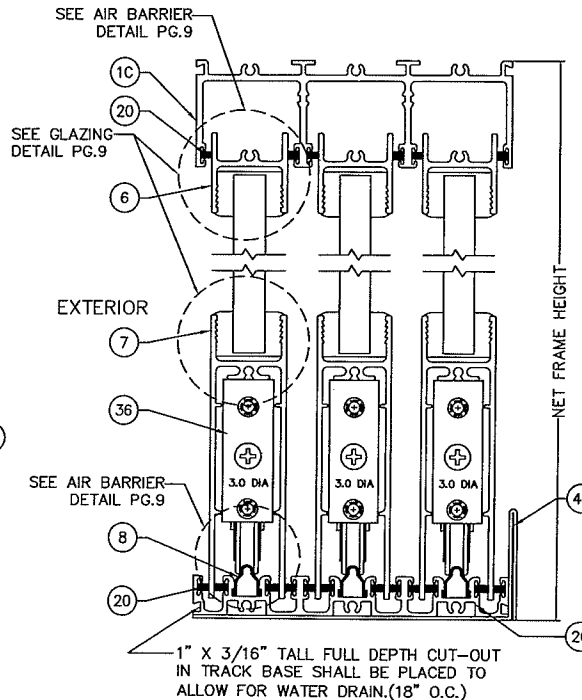 SEE AIR BARRIER
DETAIL PG.9
1C
20
SEE GLAZING
DETAIL PG.9
6
EXTERIOR
7
NET FRAME HEIGHT
36
3.0 DIA
3.0 DIA
3.0 DIA
SEE AIR BARRIER
DETAIL PG.9
4
8
20
20
1" X 3/16" TALL FULL DEPTH CUT-OUT
IN TRACK BASE SHALL BE PLACED TO
ALLOW FOR WATER DRAIN.(18" O.C.)